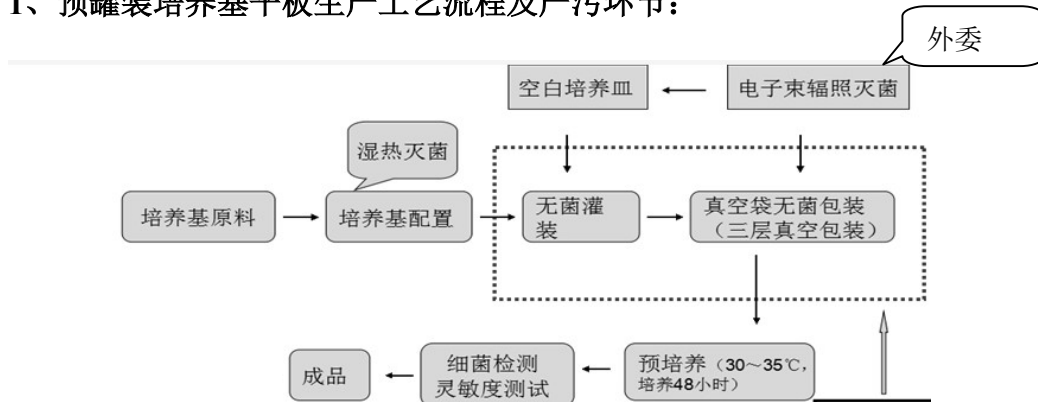 1、预罐装培养基平板生产工艺流程及产污环节：
外委
空白培养皿
电子束辐照灭菌
湿热灭菌
培养基原料
培养基配置
无菌灌
装
真空袋无菌包装
（三层真空包装）
成品
细菌检测
灵敏度测试
预培养（30～35℃，
培养48小时）